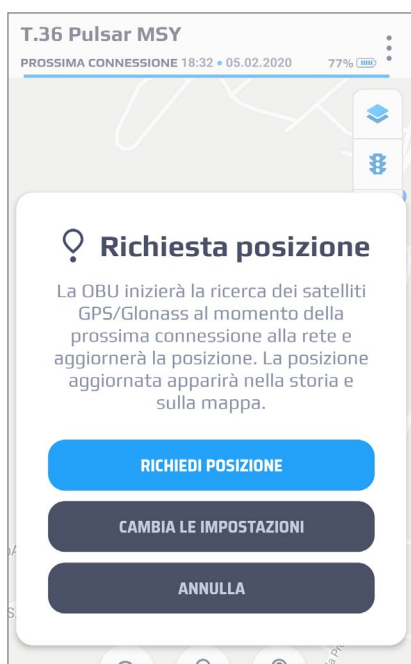 T.36 Pulsar MSY
PROSSIMA CONNESSIONE 18:32 • 05.02.2020 77%
Richiesta posizione
La OBU inizierà la ricerca dei satelliti
GPS/Glonass al momento della
prossima connessione alla rete e
aggiornerà la posizione. La posizione
aggiornata apparirà nella storia e
sulla mappa.
RICHIEDI POSIZIONE
CAMBIA LE IMPOSTAZIONI
ANNULLA